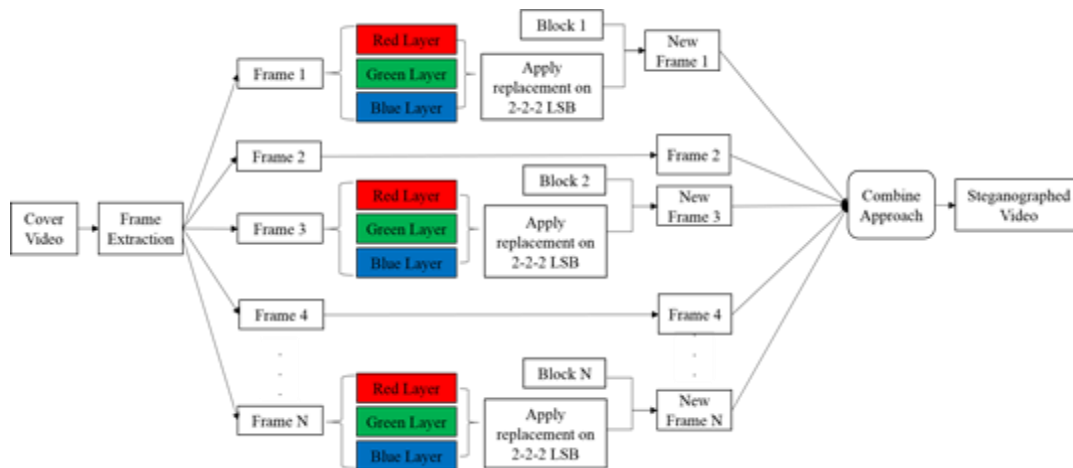 Cover
Video
Frame
Extraction
Frame 1
Red Layer
Green Layer
Blue Layer
Block 1
Apply
replacement on
2-2-2 LSB
New
Frame 1
Frame 2
Frame 2
Frame 3
Red Layer
Green Layer
Blue Layer
Block 2
Apply
replacement on
2-2-2 LSB
New
Frame 3
Frame 4
Frame 4
Frame N
Red Layer
Green Layer
Blue Layer
Block N
Apply
replacement on
2-2-2 LSB
New
Frame N
Combine
Approach
Steganographed
Video